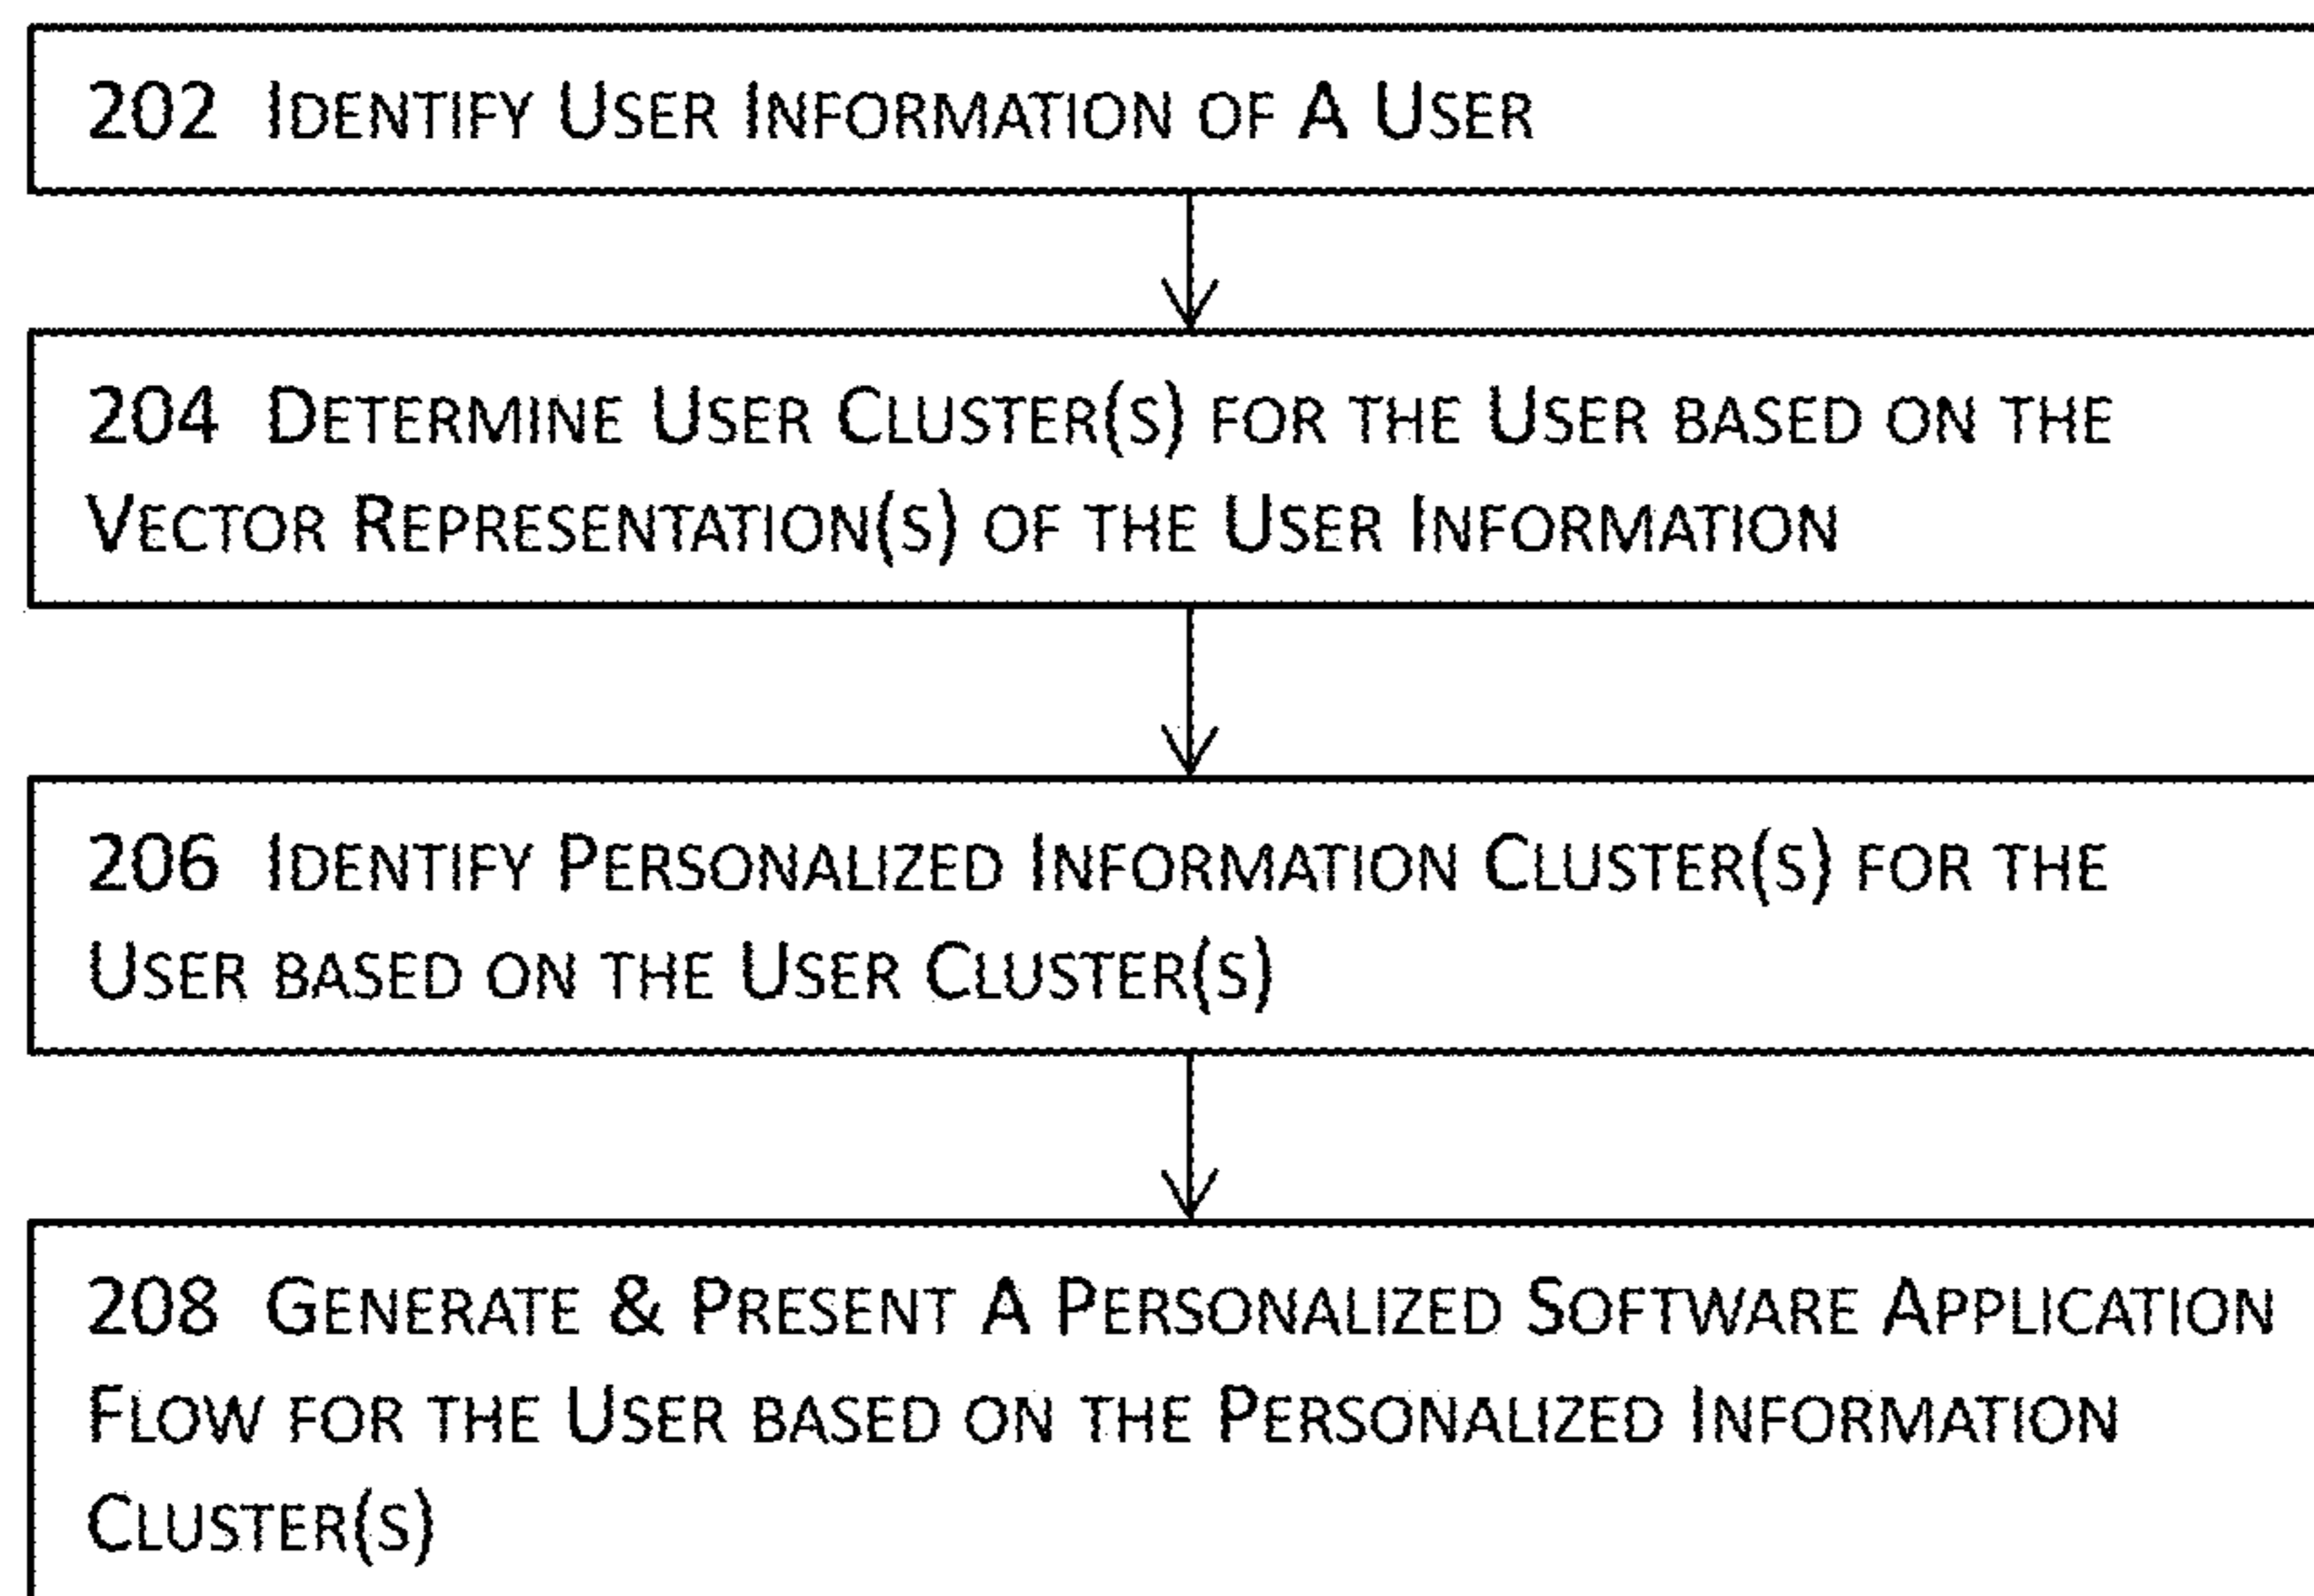 202 Identify User Information of A User
204 Determine User Cluster(s) for the User based on the
Vector Representation(s) of the User Information
206 Identify Personalized Information Cluster(s) for the
User based on the User Cluster(s)
208 Generate & Present A Personalized Software Application
Flow for the User based on the Personalized Information
Cluster(s)